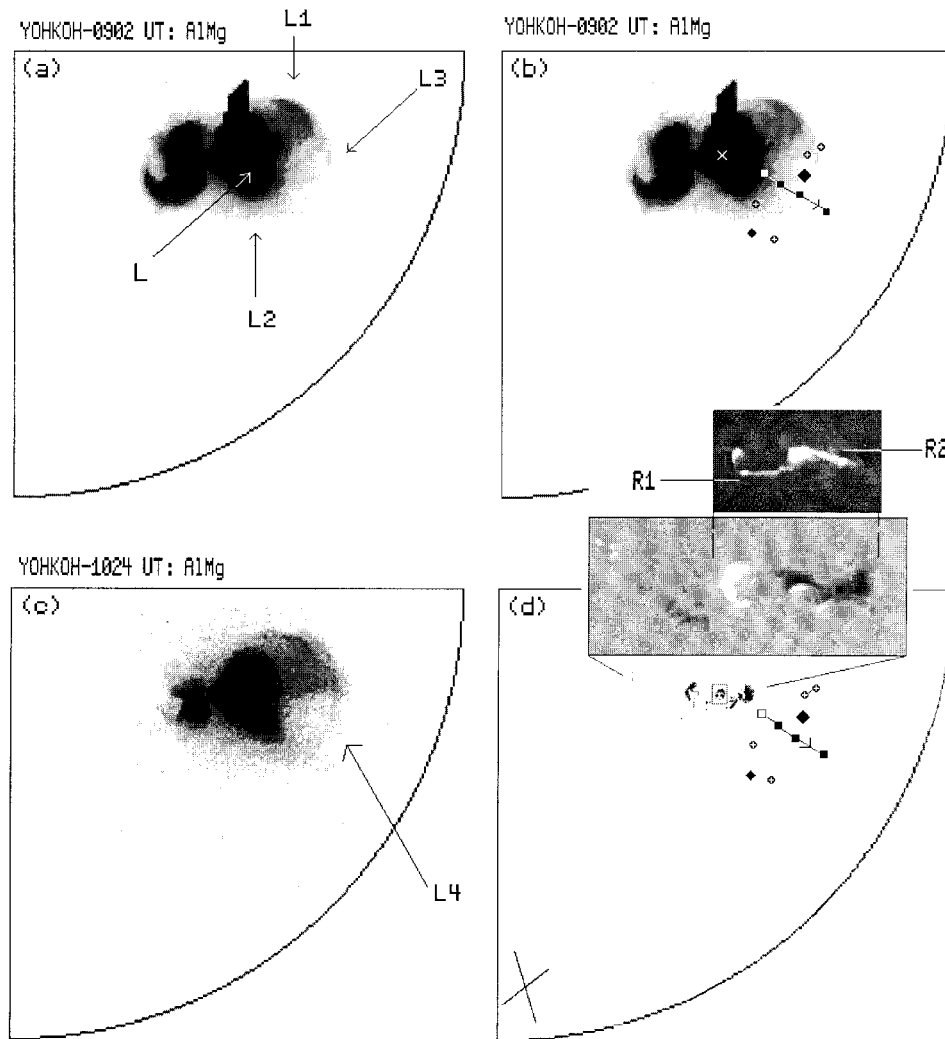 YOHKOH-0902 UT: AlMg
(a)
L1
L3
L
L2
YOHKOH-0902 UT: AlMg
(b)
R1
R2
YOHKOH-1024 UT: AlMg
(c)
L4
(d)